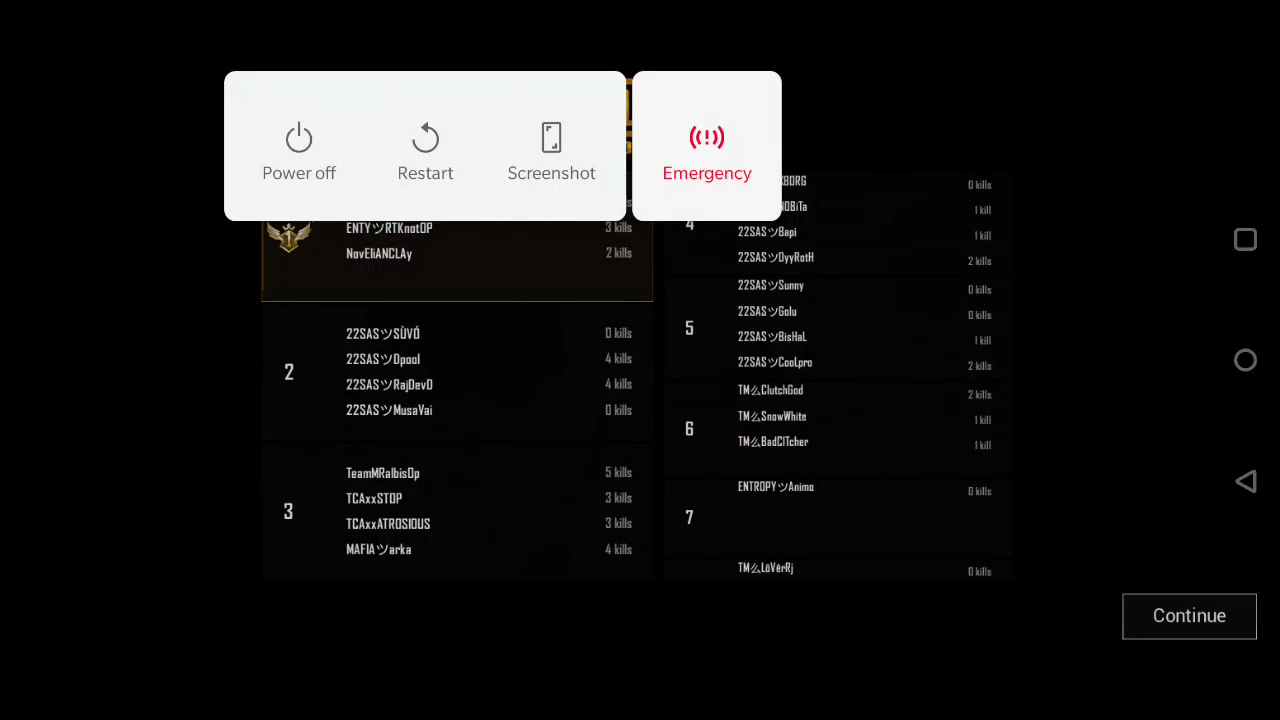 Power off
Restart
Screenshot
Emergency
ENTYツRTKnotOP 3 kills
NovEliANCLAy 2 kills
2
22SASツSÙVÓ 0 kills
22SASツDpool 4 kills
22SASツRajDevD 4 kills
22SASツMusaVai 0 kills
3
TeamMRalbisOp 5 kills
TCAxxSTOP 3 kills
TCAxxATROSIOUS 3 kills
MAFIAツarka 4 kills
4
0 kills
1 kill
22SASツBapi 1 kill
22SASツDyyRotH 2 kills
5
22SASツSunny 0 kills
22SASツGolu 0 kills
22SASツBisHaL 1 kill
22SASツCooLpro 2 kills
6
TM么ClutchGod 2 kills
TM么SnowWhite 1 kill
TM么BadCITcher 1 kill
7
ENTROPYツAnimo 0 kills
TM么LöVérRj 0 kills
Continue